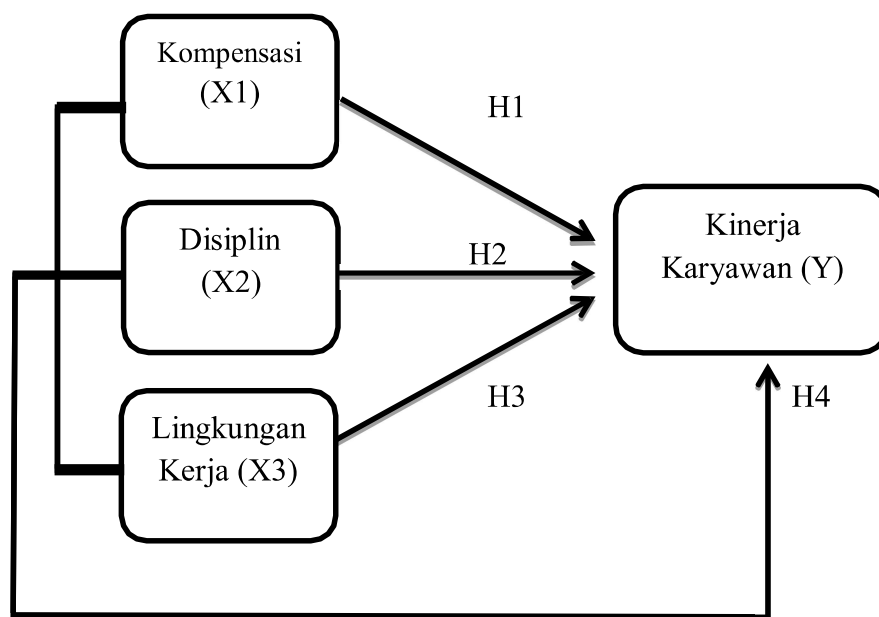 Kompensasi
(X1)
H1
Disiplin
(X2)
H2
Kinerja
Karyawan (Y)
Lingkungan
Kerja (X3)
H3
H4